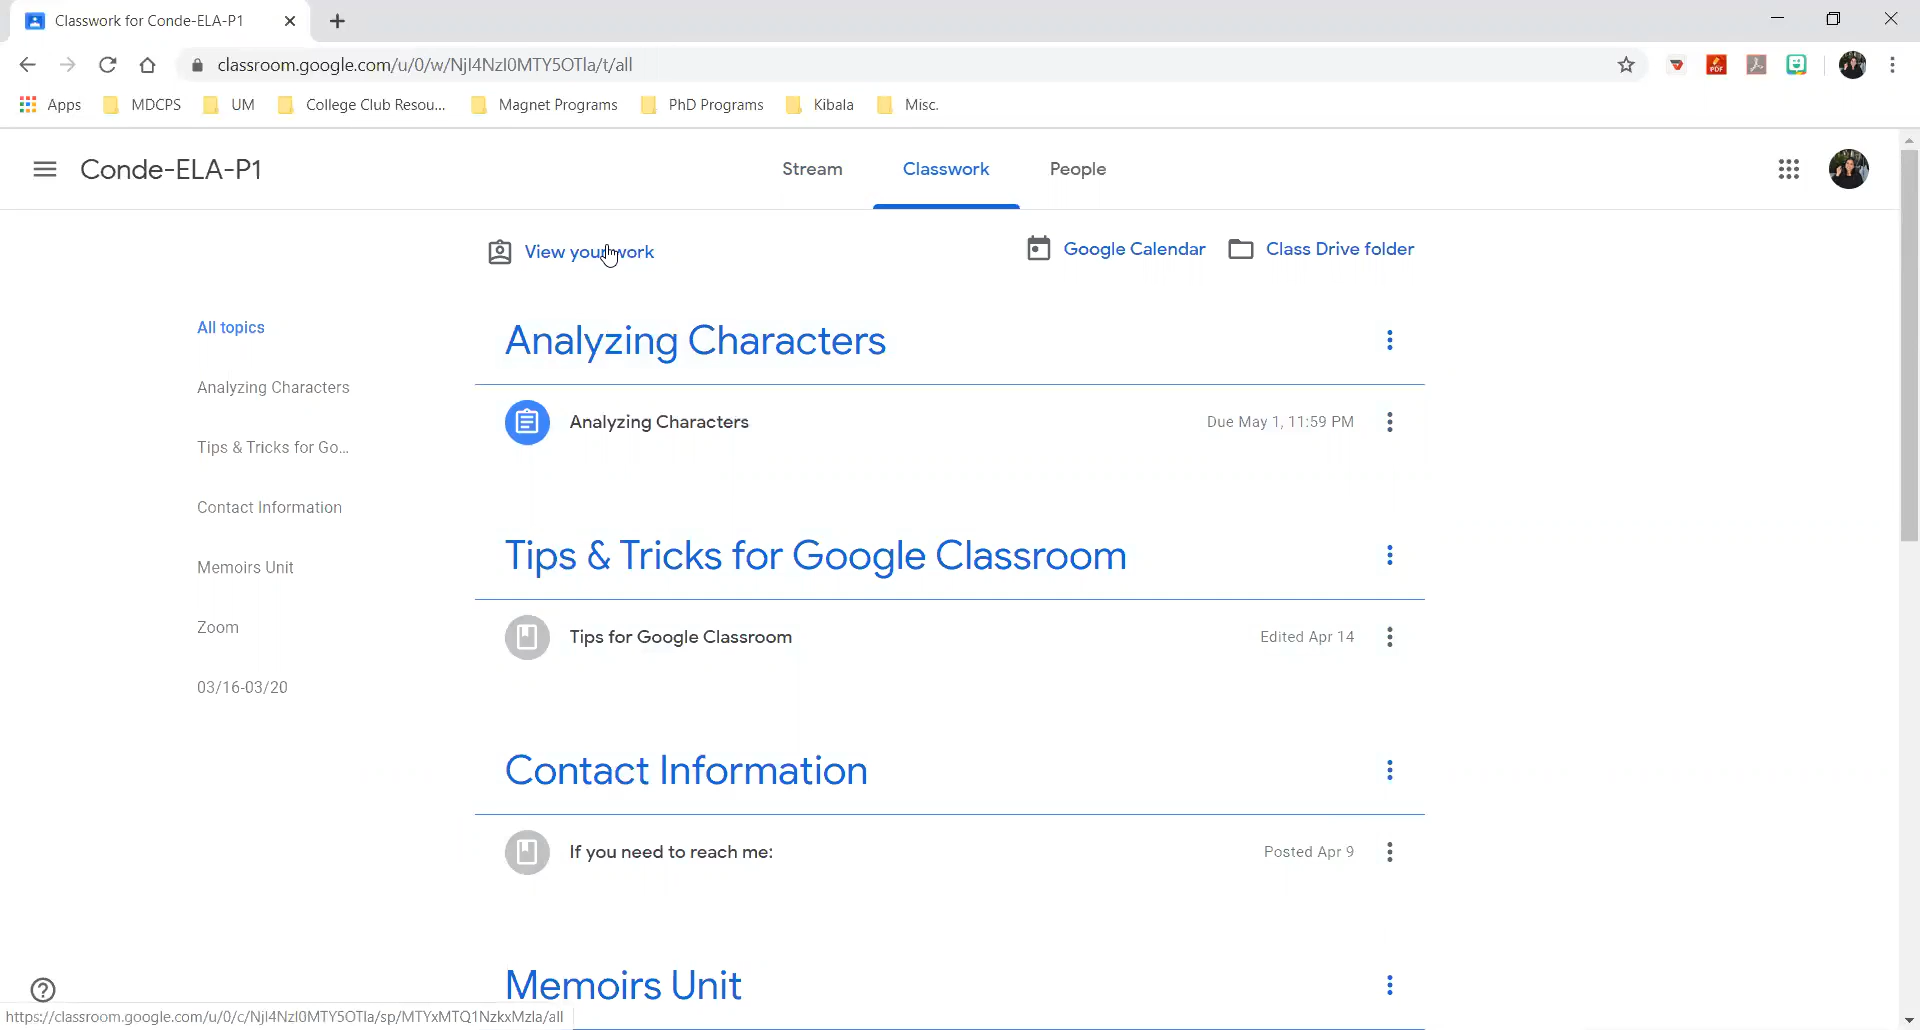 Classwork for Conde-ELA-P1
classroom.google.com/u/0/w/NjI4NzI0MTY5OTIa/t/all
Apps MDCPS UM College Club Resou... Magnet Programs PhD Programs Kibala Misc.
Conde-ELA-P1 Stream Classwork People
View your work Google Calendar Class Drive folder
All topics
Analyzing Characters
Tips & Tricks for Go...
Contact Information
Memoirs Unit
Zoom
03/16-03/20
Analyzing Characters
Analyzing Characters Due May 1, 11:59 PM
Tips & Tricks for Google Classroom
Tips for Google Classroom Edited Apr 14
Contact Information
If you need to reach me: Posted Apr 9
Memoirs Unit
https://classroom.google.com/u/0/c/NjI4NzI0MTY5OTIa/sp/MTYxMTQ1NzkxMzIa/all